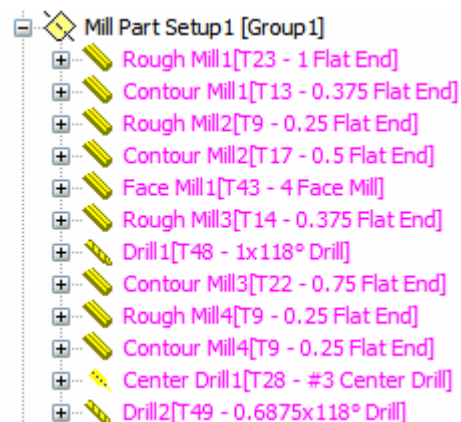 Mill Part Setup1 [Group1]
Rough Mill1[T23 - 1 Flat End]
Contour Mill1[T13 - 0.375 Flat End]
Rough Mill2[T9 - 0.25 Flat End]
Contour Mill2[T17 - 0.5 Flat End]
Face Mill1[T43 - 4 Face Mill]
Rough Mill3[T14 - 0.375 Flat End]
Drill1[T48 - 1x118° Drill]
Contour Mill3[T22 - 0.75 Flat End]
Rough Mill4[T9 - 0.25 Flat End]
Contour Mill4[T9 - 0.25 Flat End]
Center Drill1[T28 - #3 Center Drill]
Drill2[T49 - 0.6875x118° Drill]